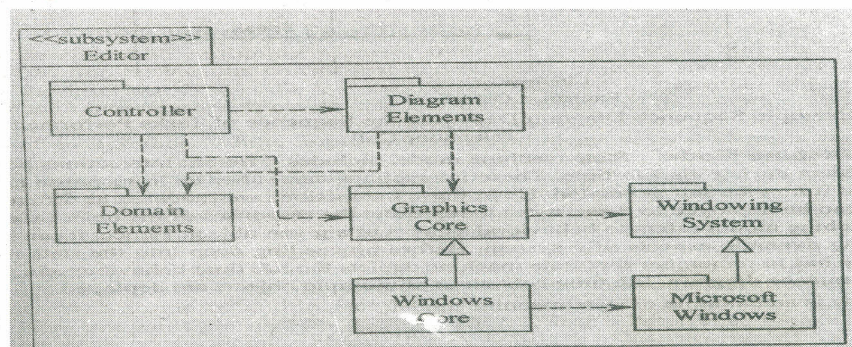 <<subsystem>>
Editor
Controller
Diagram
Elements
Domain
Elements
Graphics
Core
Windowing
System
Windows
Core
Microsoft
Windows